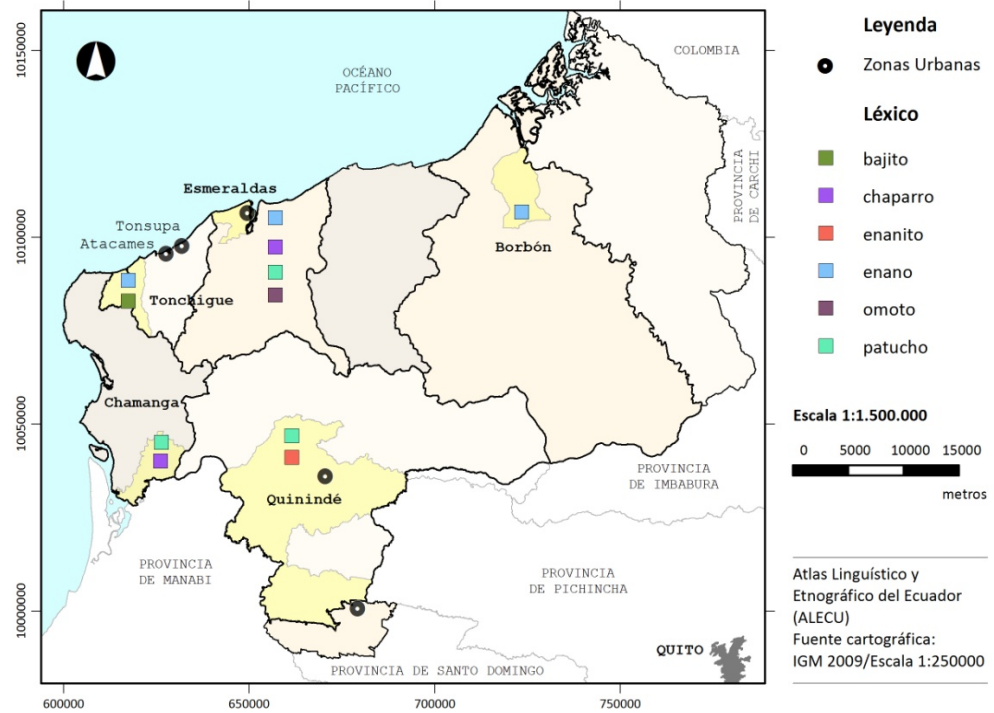 10150000
10100000
10050000
10000000
600000
650000
700000
750000
OCÉANO
PACÍFICO
COLOMBIA
PROVINCIA
DE CARCHI
Esmeraldas
Tonsupa
Atacames
Tonchigue
Borbón
Chamanga
Quinindé
PROVINCIA
DE IMBABURA
PROVINCIA
DE MANABI
PROVINCIA
DE PICHINCHA
QUITO
PROVINCIA DE SANTO DOMINGO
Leyenda
Zonas Urbanas
Léxico
bajito
chaparro
enanito
enano
omoto
patucho
Escala 1:1.500.000
0 5000 10000 15000
metros
Atlas Linguístico y
Etnográfico del Ecuador
(ALECU)
Fuente cartográfica:
IGM 2009/Escala 1:250000